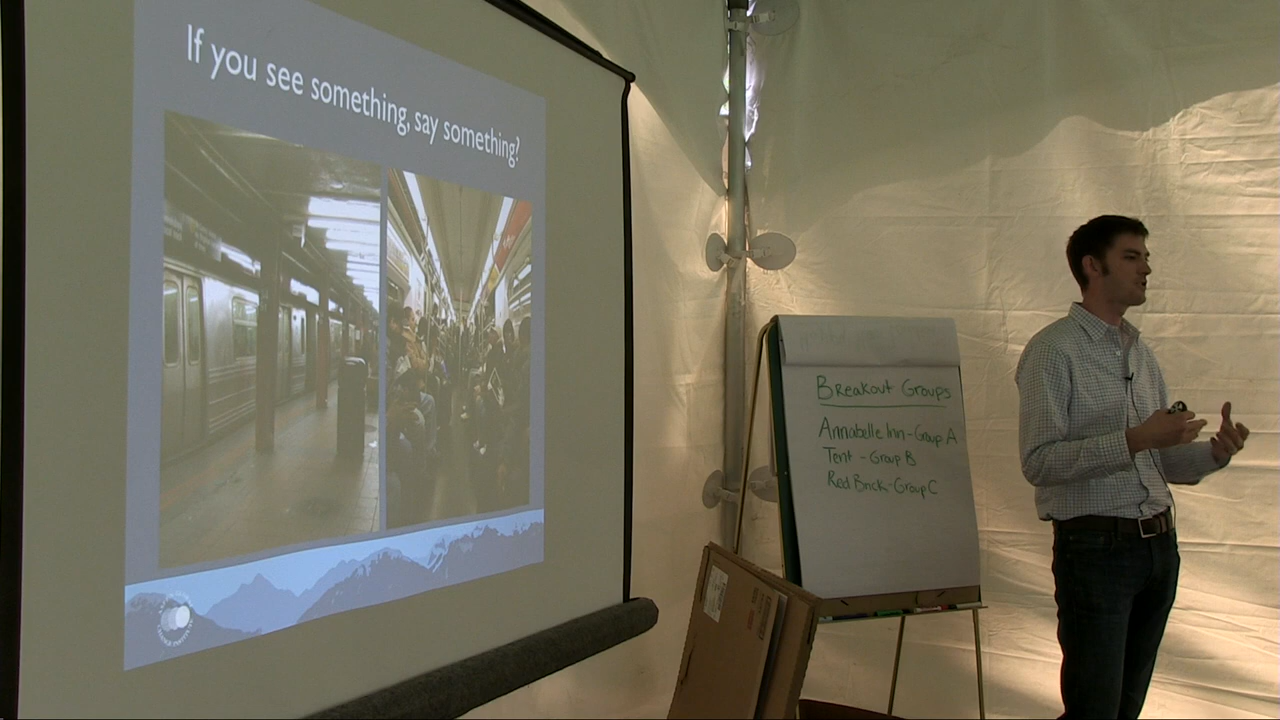 If you see something, say something?
Breakout Groups
Annabelle Inn - Group A
Tent - Group B
Red Brick - Group C